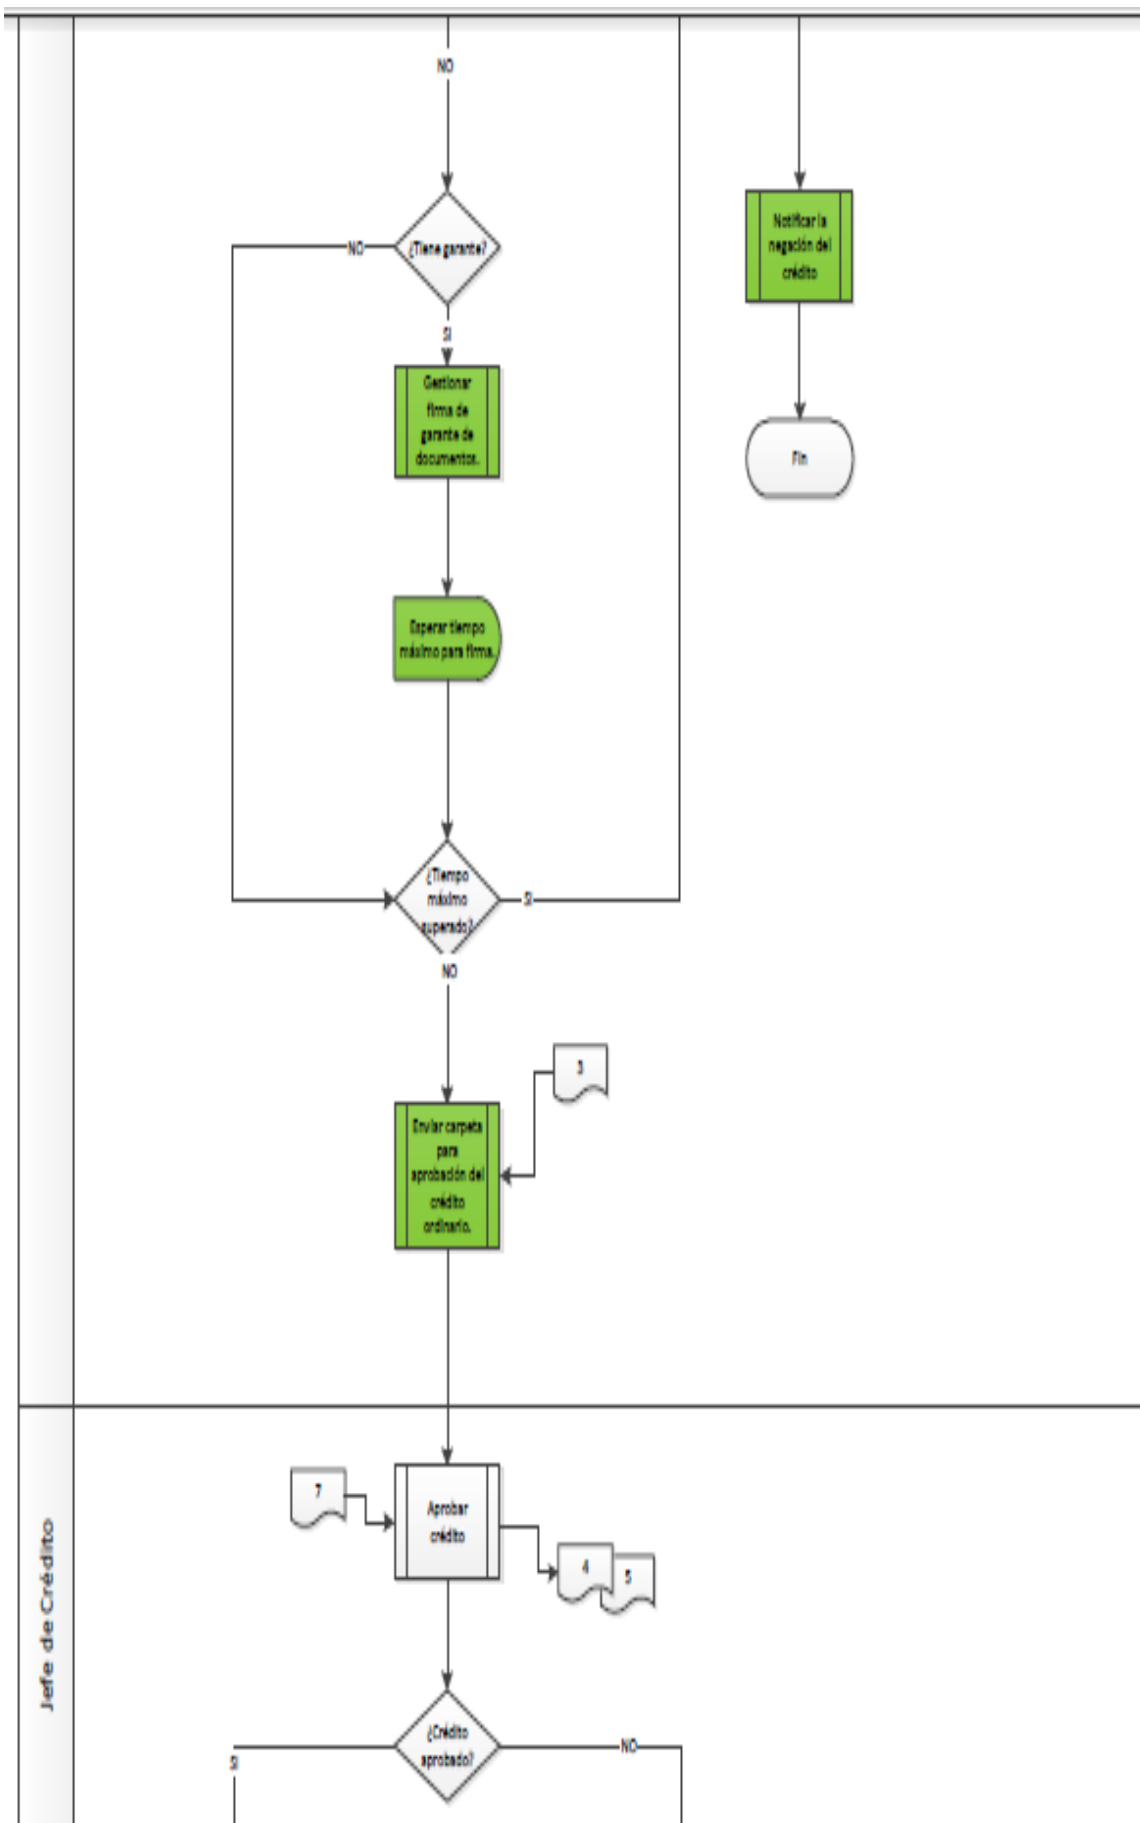 NO
¿Tiene garante?
NO
SI
Notificar la
negación del
crédito
Gestionar
firma de
garante de
documentos.
Fin
Esperar tiempo
máximo para firma.
¿Tiempo
máximo
superado?
SI
NO
3
Enviar carpeta
para
aprobación del
crédito
ordinario.
Jefe de Crédito
7
Aprobar
crédito
4
5
¿Crédito
aprobado?
SI
NO